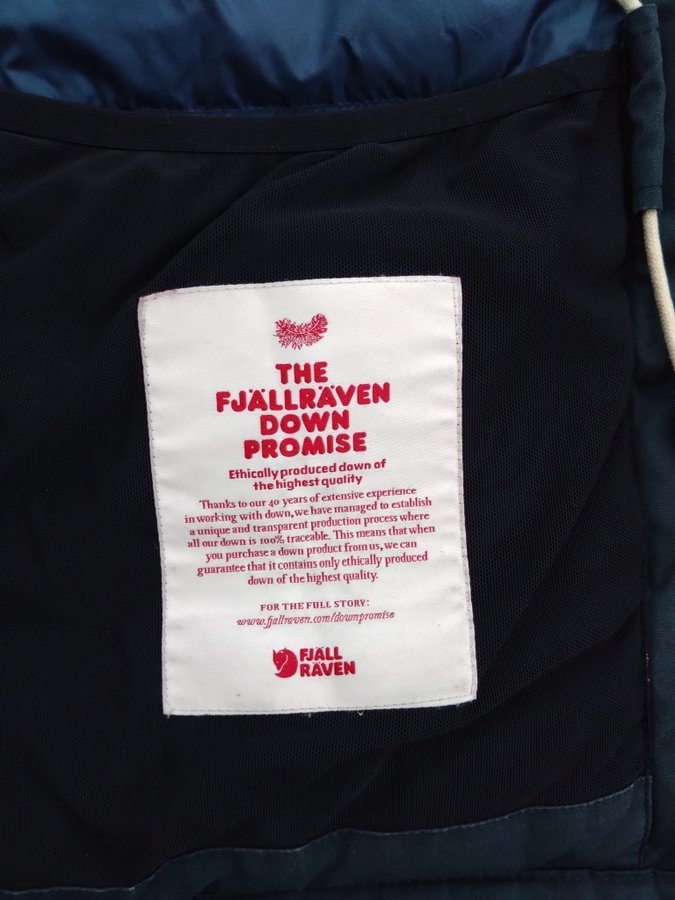 THE
FJÄLLRÄVEN
DOWN
PROMISE
Ethically produced down of
the highest quality
Thanks to our 40 years of extensive experience
in working with down, we have managed to establish
a unique and transparent production process where
all our down is 100% traceable. This means that when
you purchase a down product from us, we can
guarantee that it contains only ethically produced
down of the highest quality.
FOR THE FULL STORY:
www.fjallraven.com/downpromise
FJÄLL
RÄVEN